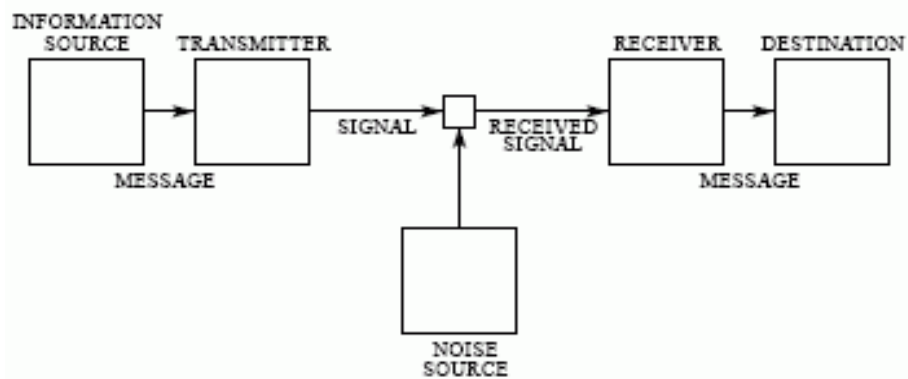 INFORMATION
SOURCE
TRANSMITTER
RECEIVER
DESTINATION
SIGNAL
RECEIVED
SIGNAL
MESSAGE
MESSAGE
NOISE
SOURCE